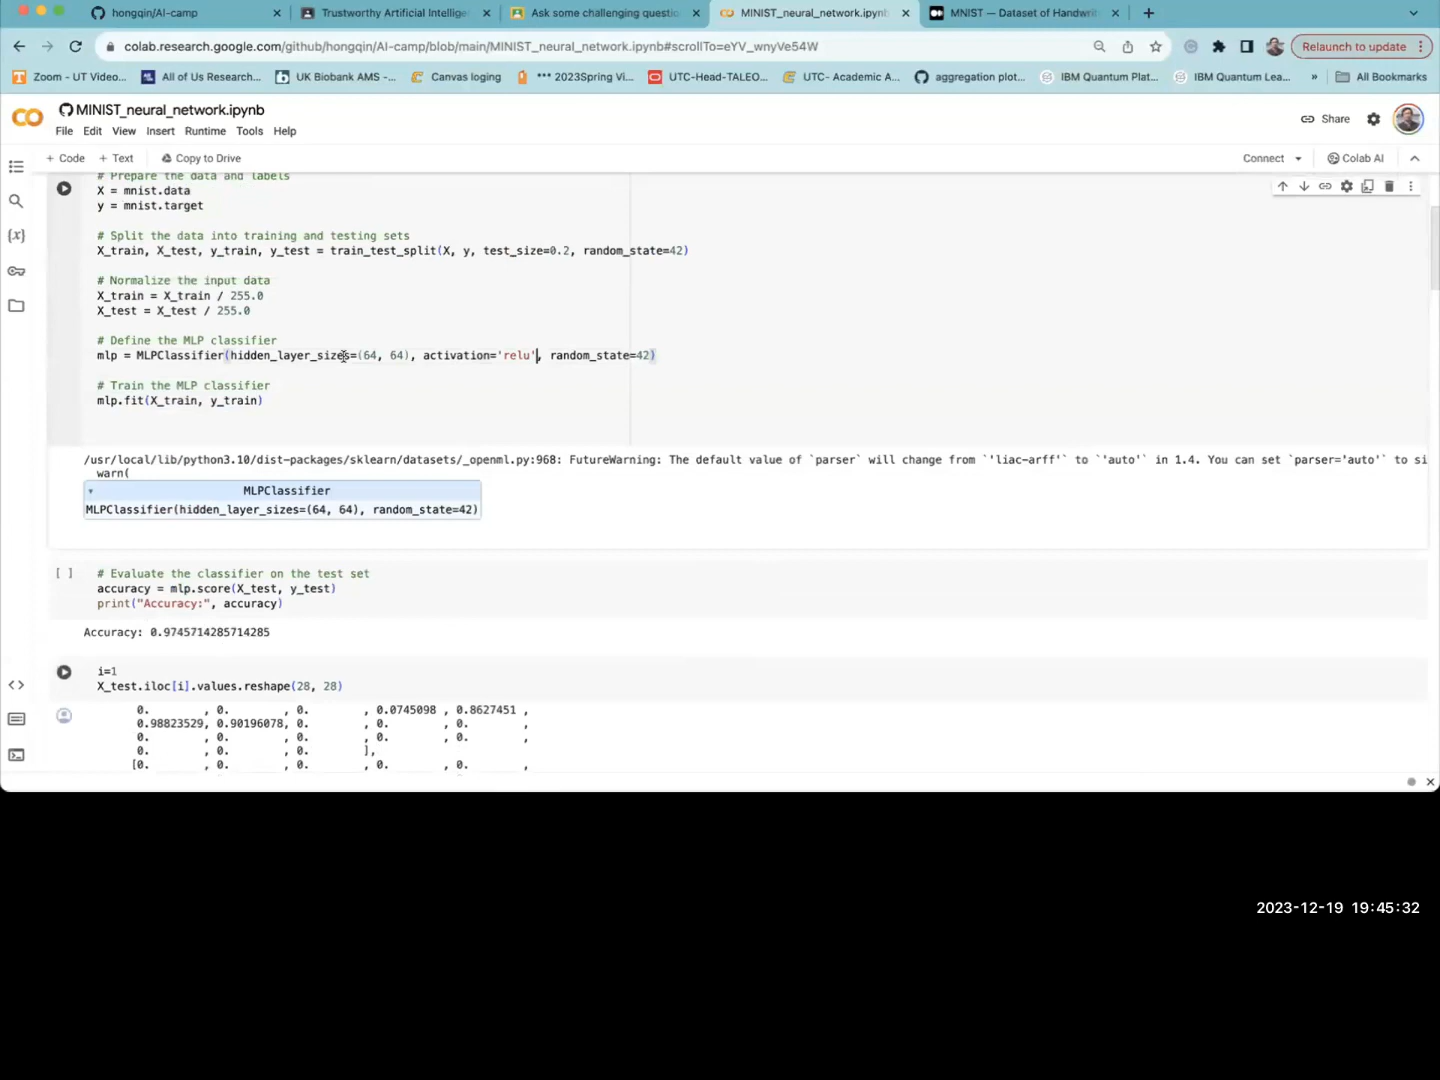 hongqin/AI-camp
Trustworthy Artificial Intellige
Ask some challenging questio
MINIST_neural_network.ipynb
MNIST — Dataset of Handwrit
colab.research.google.com/github/hongqin/AI-camp/blob/main/MINIST_neural_network.ipynb#scrollTo=eYV_wnyVe54W
Relaunch to update
Zoom - UT Video...
All of Us Research...
UK Biobank AMS -...
Canvas loging
*** 2023Spring Vi...
UTC-Head-TALEO...
UTC- Academic A...
aggregation plot...
IBM Quantum Plat...
IBM Quantum Lea...
»
All Bookmarks
MINIST_neural_network.ipynb
File Edit View Insert Runtime Tools Help
Share
+ Code + Text Copy to Drive
Connect
Colab AI
# Prepare the data and labels
X = mnist.data
y = mnist.target
# Split the data into training and testing sets
X_train, X_test, y_train, y_test = train_test_split(X, y, test_size=0.2, random_state=42)
# Normalize the input data
X_train = X_train / 255.0
X_test = X_test / 255.0
# Define the MLP classifier
mlp = MLPClassifier(hidden_layer_sizes=(64, 64), activation='relu', random_state=42)
# Train the MLP classifier
mlp.fit(X_train, y_train)
/usr/local/lib/python3.10/dist-packages/sklearn/datasets/_openml.py:968: FutureWarning: The default value of `parser` will change from `'liac-arff'` to `'auto'` in 1.4. You can set `parser='auto'` to si
warn(
MLPClassifier
MLPClassifier(hidden_layer_sizes=(64, 64), random_state=42)
[ ] # Evaluate the classifier on the test set
accuracy = mlp.score(X_test, y_test)
print("Accuracy:", accuracy)
Accuracy: 0.9745714285714285
i=1
X_test.iloc[i].values.reshape(28, 28)
0. , 0. , 0. , 0.0745098 , 0.8627451 ,
0.98823529, 0.90196078, 0. , 0. , 0. ,
0. , 0. , 0. , 0. , 0. ,
0. , 0. , 0. ],
[0. , 0. , 0. , 0. , 0. ,
2023-12-19 19:45:32